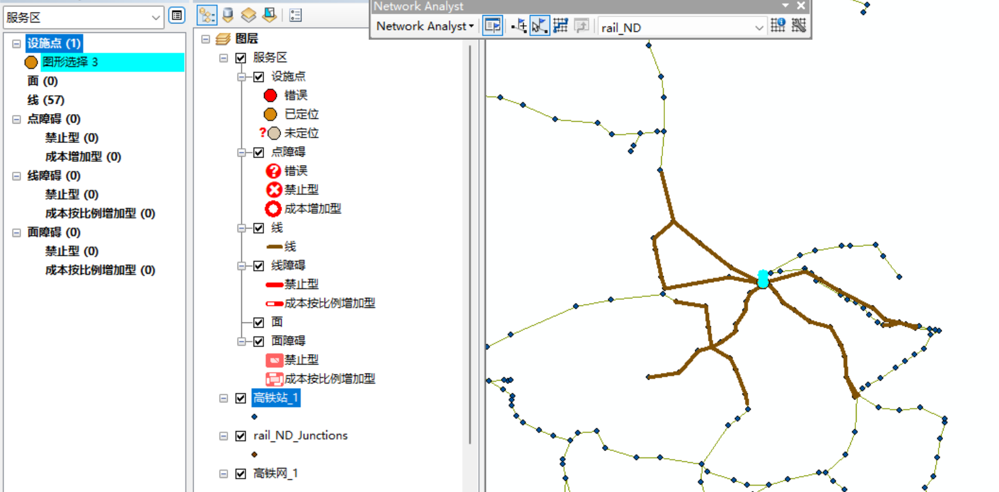 服务区
设施点 (1)
图形选择 3
面 (0)
线 (57)
点障碍 (0)
禁止型 (0)
成本增加型 (0)
线障碍 (0)
禁止型 (0)
成本按比例增加型 (0)
面障碍 (0)
禁止型 (0)
成本按比例增加型 (0)
图层
服务区
设施点
错误
已定位
?
未定位
点障碍
错误
禁止型
成本增加型
线
线
线障碍
禁止型
成本按比例增加型
面
面障碍
禁止型
成本按比例增加型
高铁站_1
rail_ND_Junctions
高铁网_1
Network Analyst
Network Analyst
rail_ND